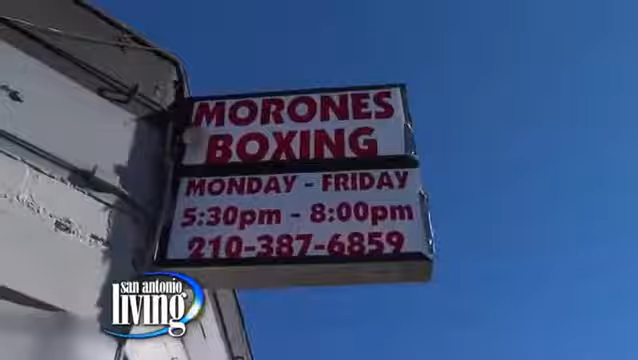 MORONES
BOXING
MONDAY - FRIDAY
5:30pm - 8:00pm
210-387-6859
san antonio
living